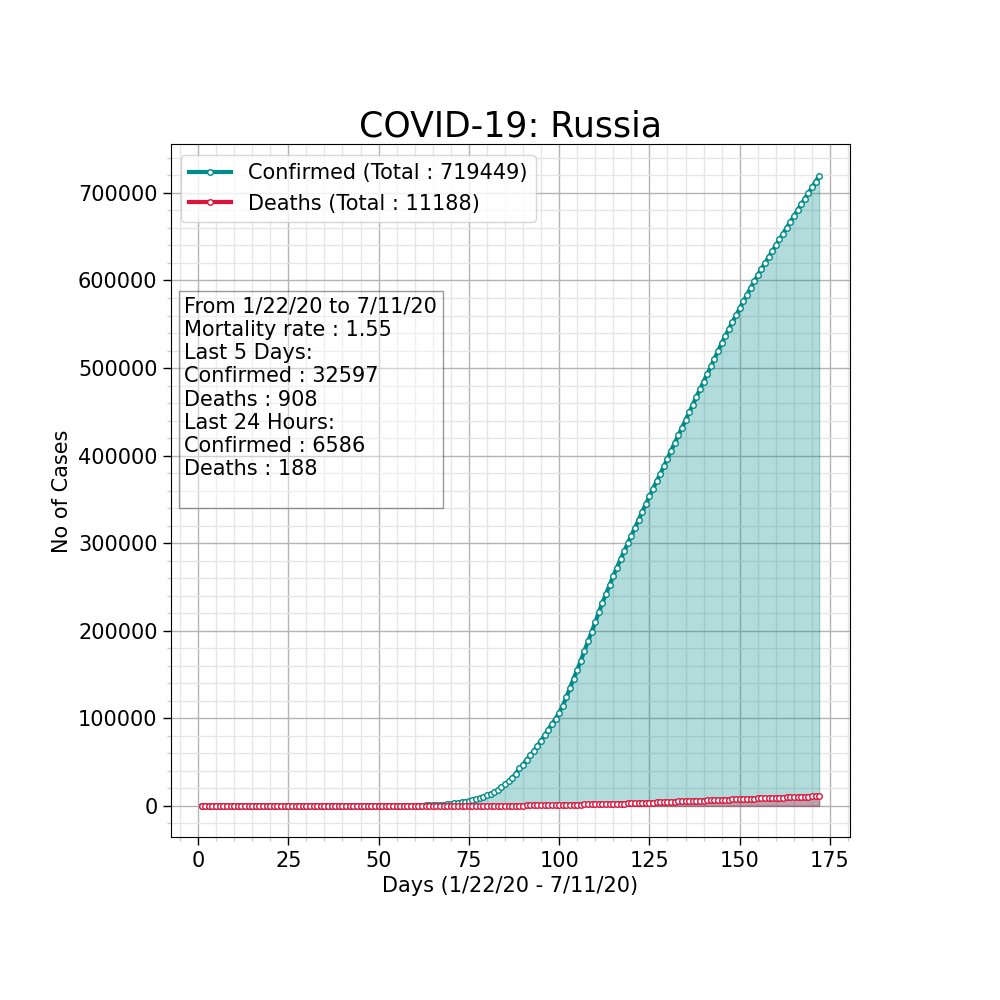 COVID-19: Russia
Confirmed (Total : 719449)
Deaths (Total : 11188)
From 1/22/20 to 7/11/20
Mortality rate : 1.55
Last 5 Days:
Confirmed : 32597
Deaths : 908
Last 24 Hours:
Confirmed : 6586
Deaths : 188
No of Cases
700000
600000
500000
400000
300000
200000
100000
0
0 25 50 75 100 125 150 175
Days (1/22/20 - 7/11/20)